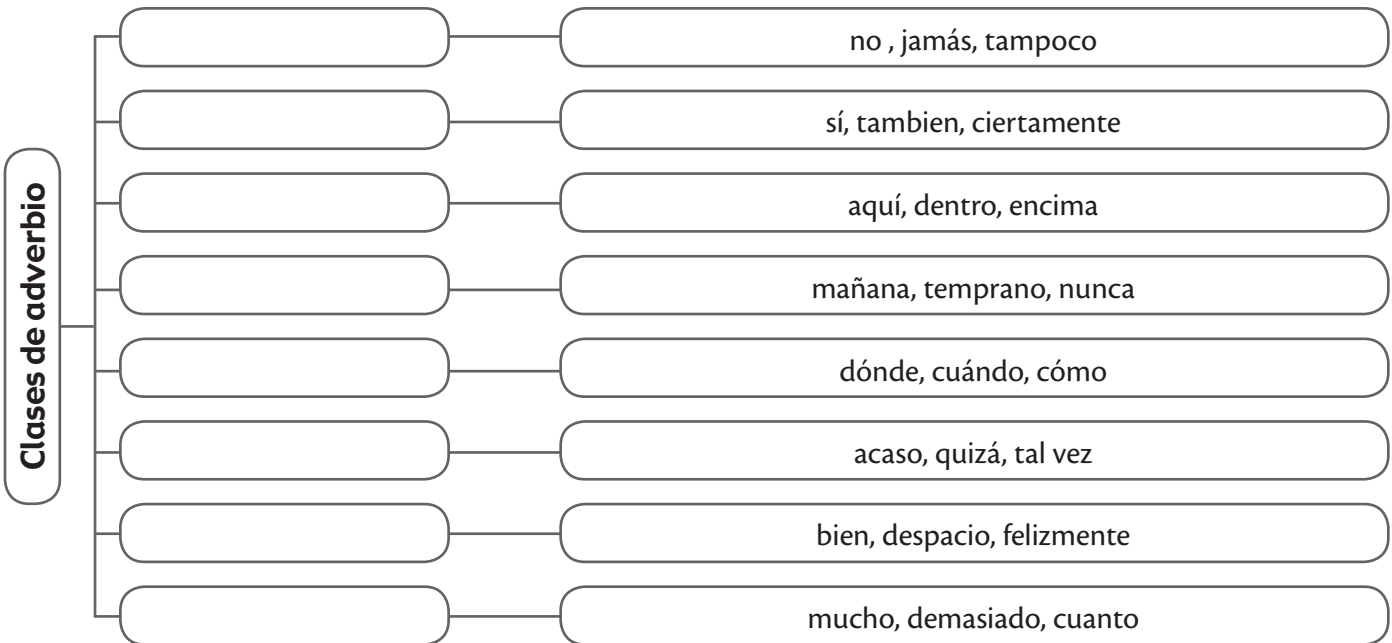 Clases de adverbio
no , jamás, tampoco
sí, tambien, ciertamente
aquí, dentro, encima
mañana, temprano, nunca
dónde, cuándo, cómo
acaso, quizá, tal vez
bien, despacio, felizmente
mucho, demasiado, cuanto